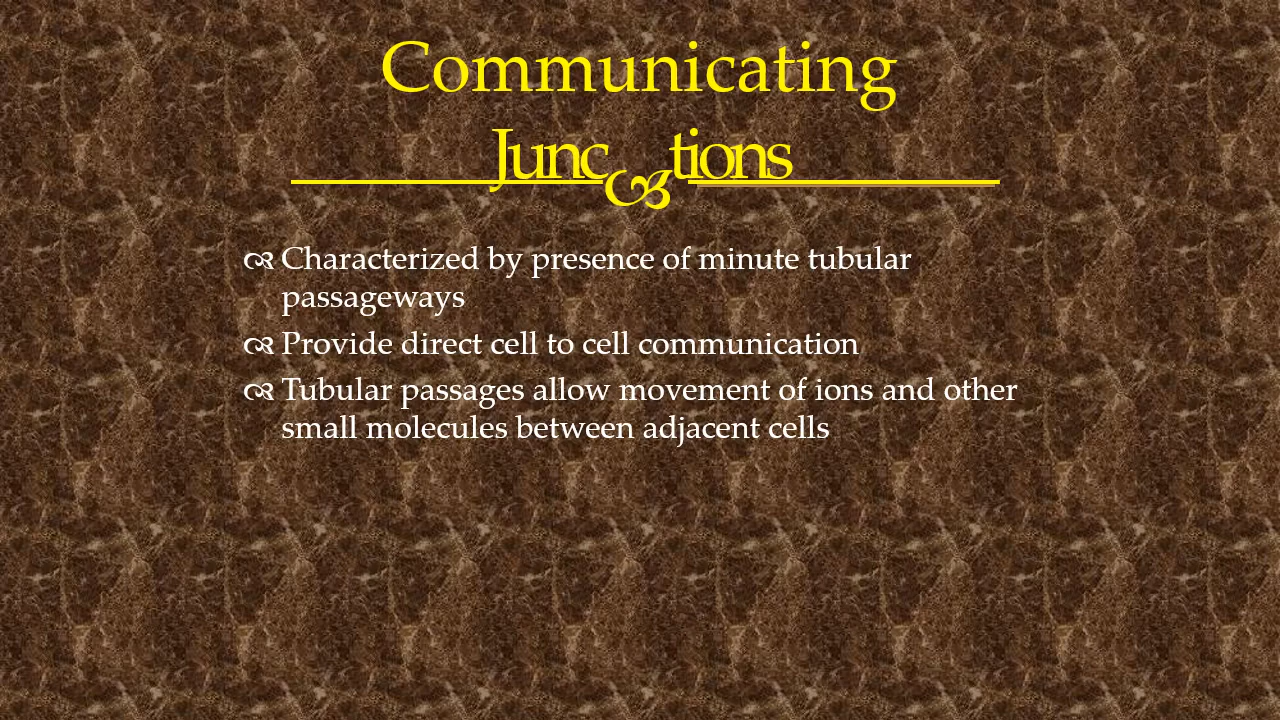 Communicating
Junctions
Characterized by presence of minute tubular
passageways
Provide direct cell to cell communication
Tubular passages allow movement of ions and other
small molecules between adjacent cells